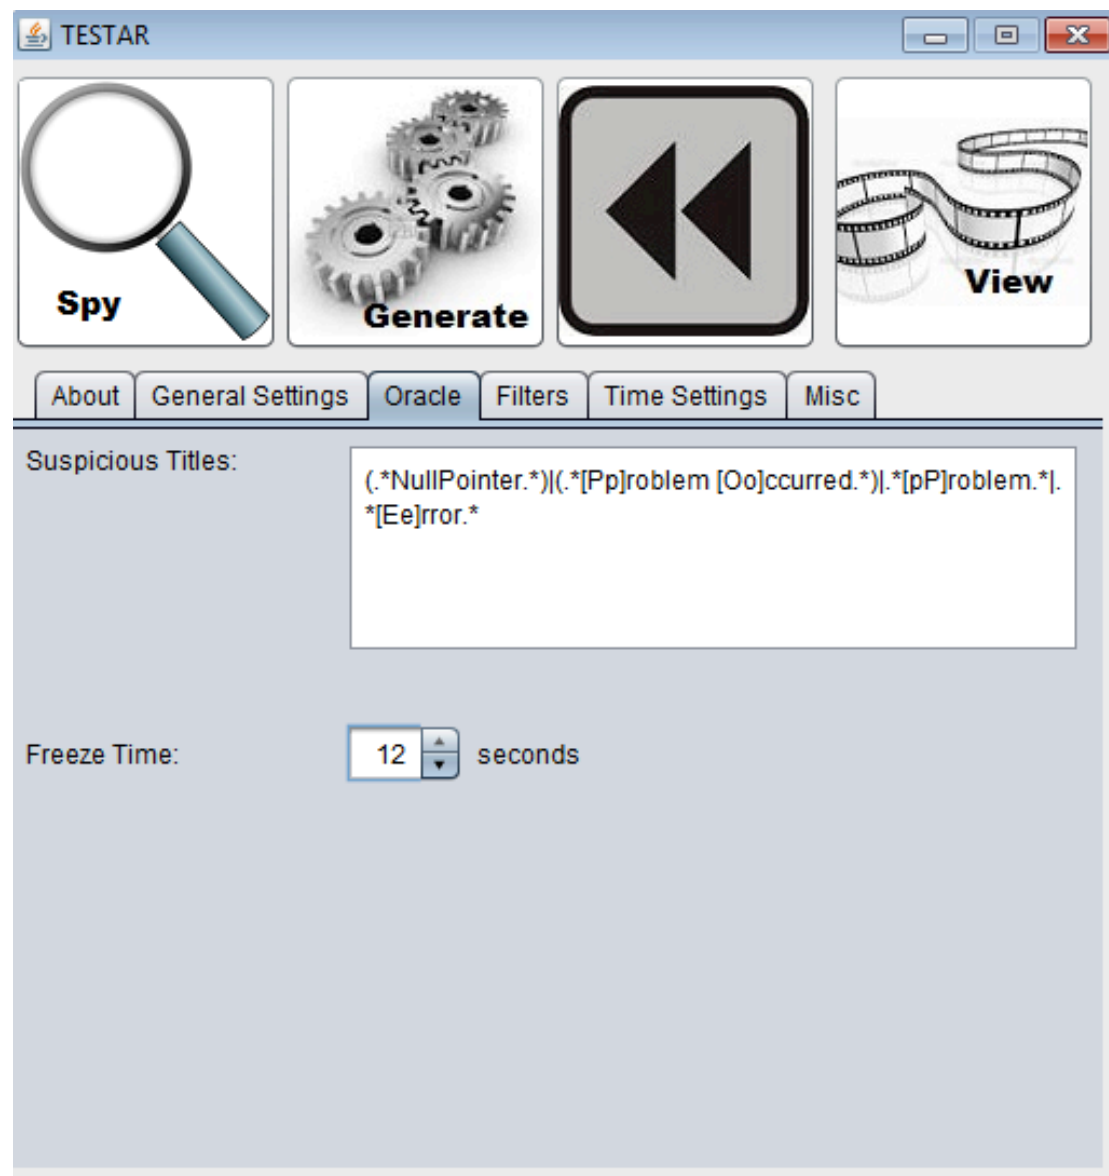 TESTAR
Spy
Generate
View
About General Settings Oracle Filters Time Settings Misc
Suspicious Titles:
(.*NullPointer.*)|(.*[Pp]roblem [Oo]ccurred.*)|.*[pP]roblem.*|.
*[Ee]rror.*
Freeze Time: 12 seconds